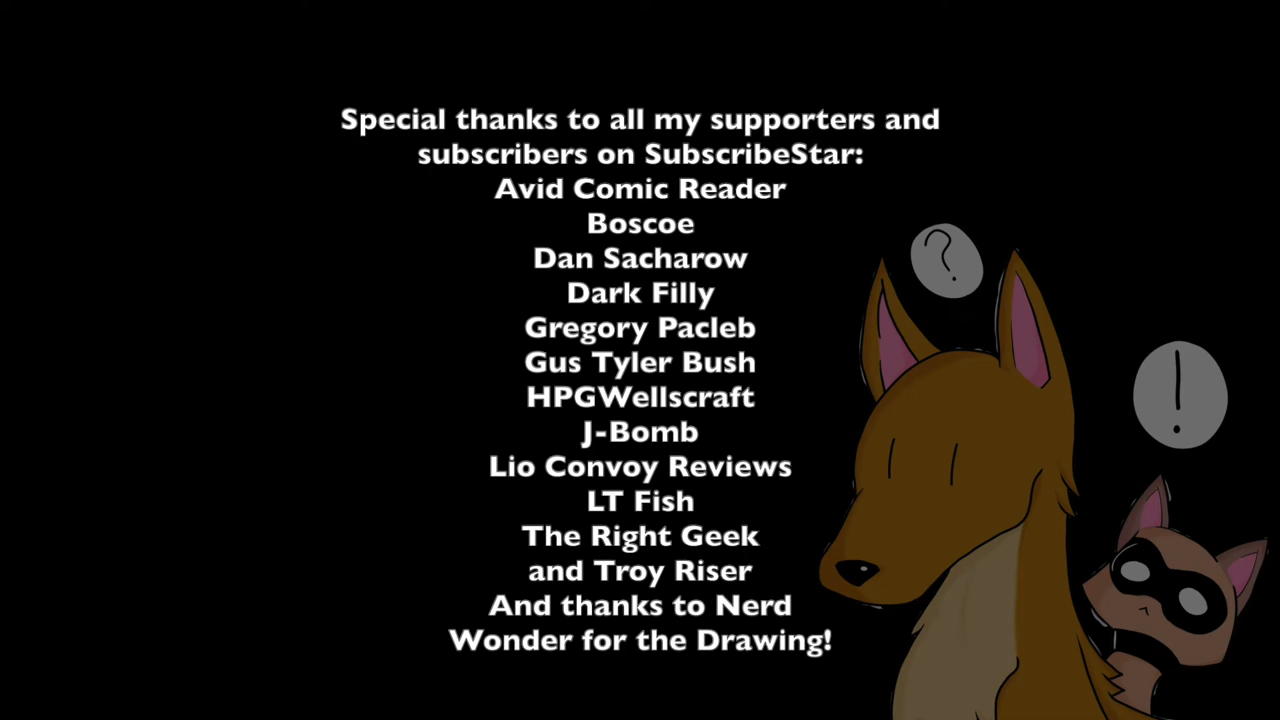 Special thanks to all my supporters and
subscribers on SubscribeStar:
Avid Comic Reader
Boscoe
Dan Sacharow
Dark Filly
Gregory Pacleb
Gus Tyler Bush
HPGWellscraft
J-Bomb
Lio Convoy Reviews
LT Fish
The Right Geek
and Troy Riser
And thanks to Nerd
Wonder for the Drawing!
?
!